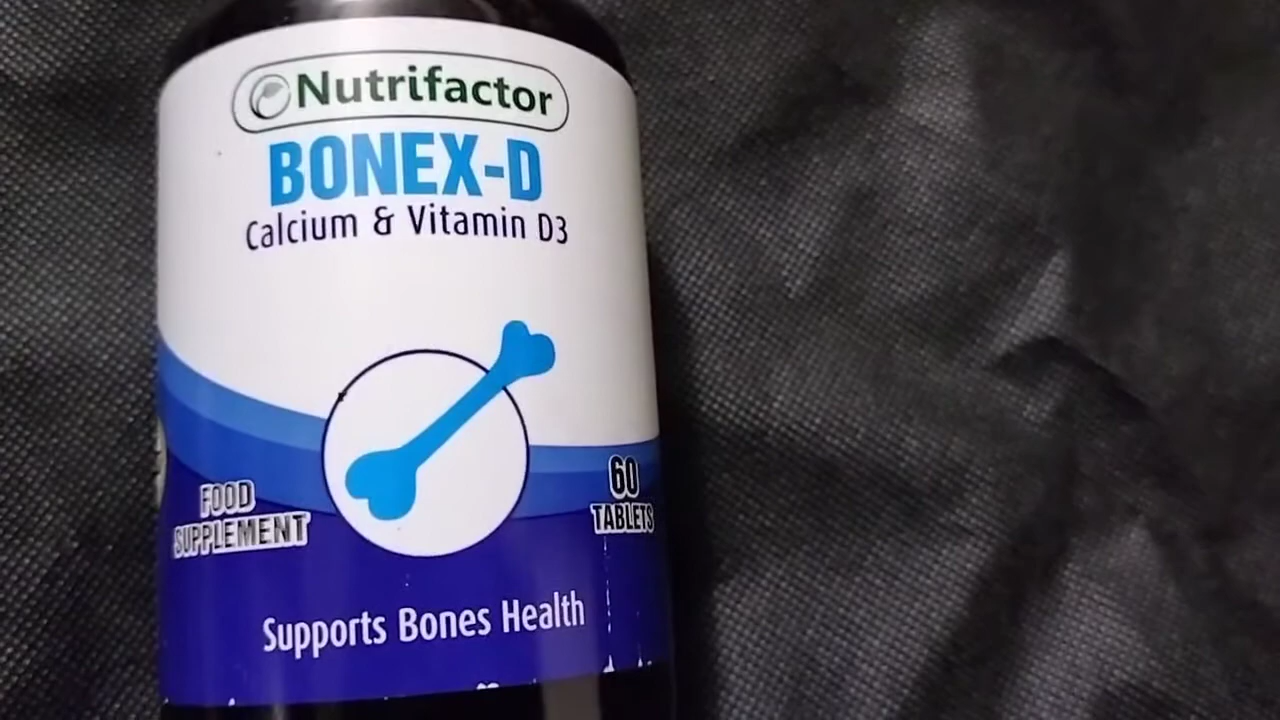 Nutrifactor
BONEX-D
Calcium & Vitamin D3
FOOD
SUPPLEMENT
60
TABLETS
Supports Bones Health